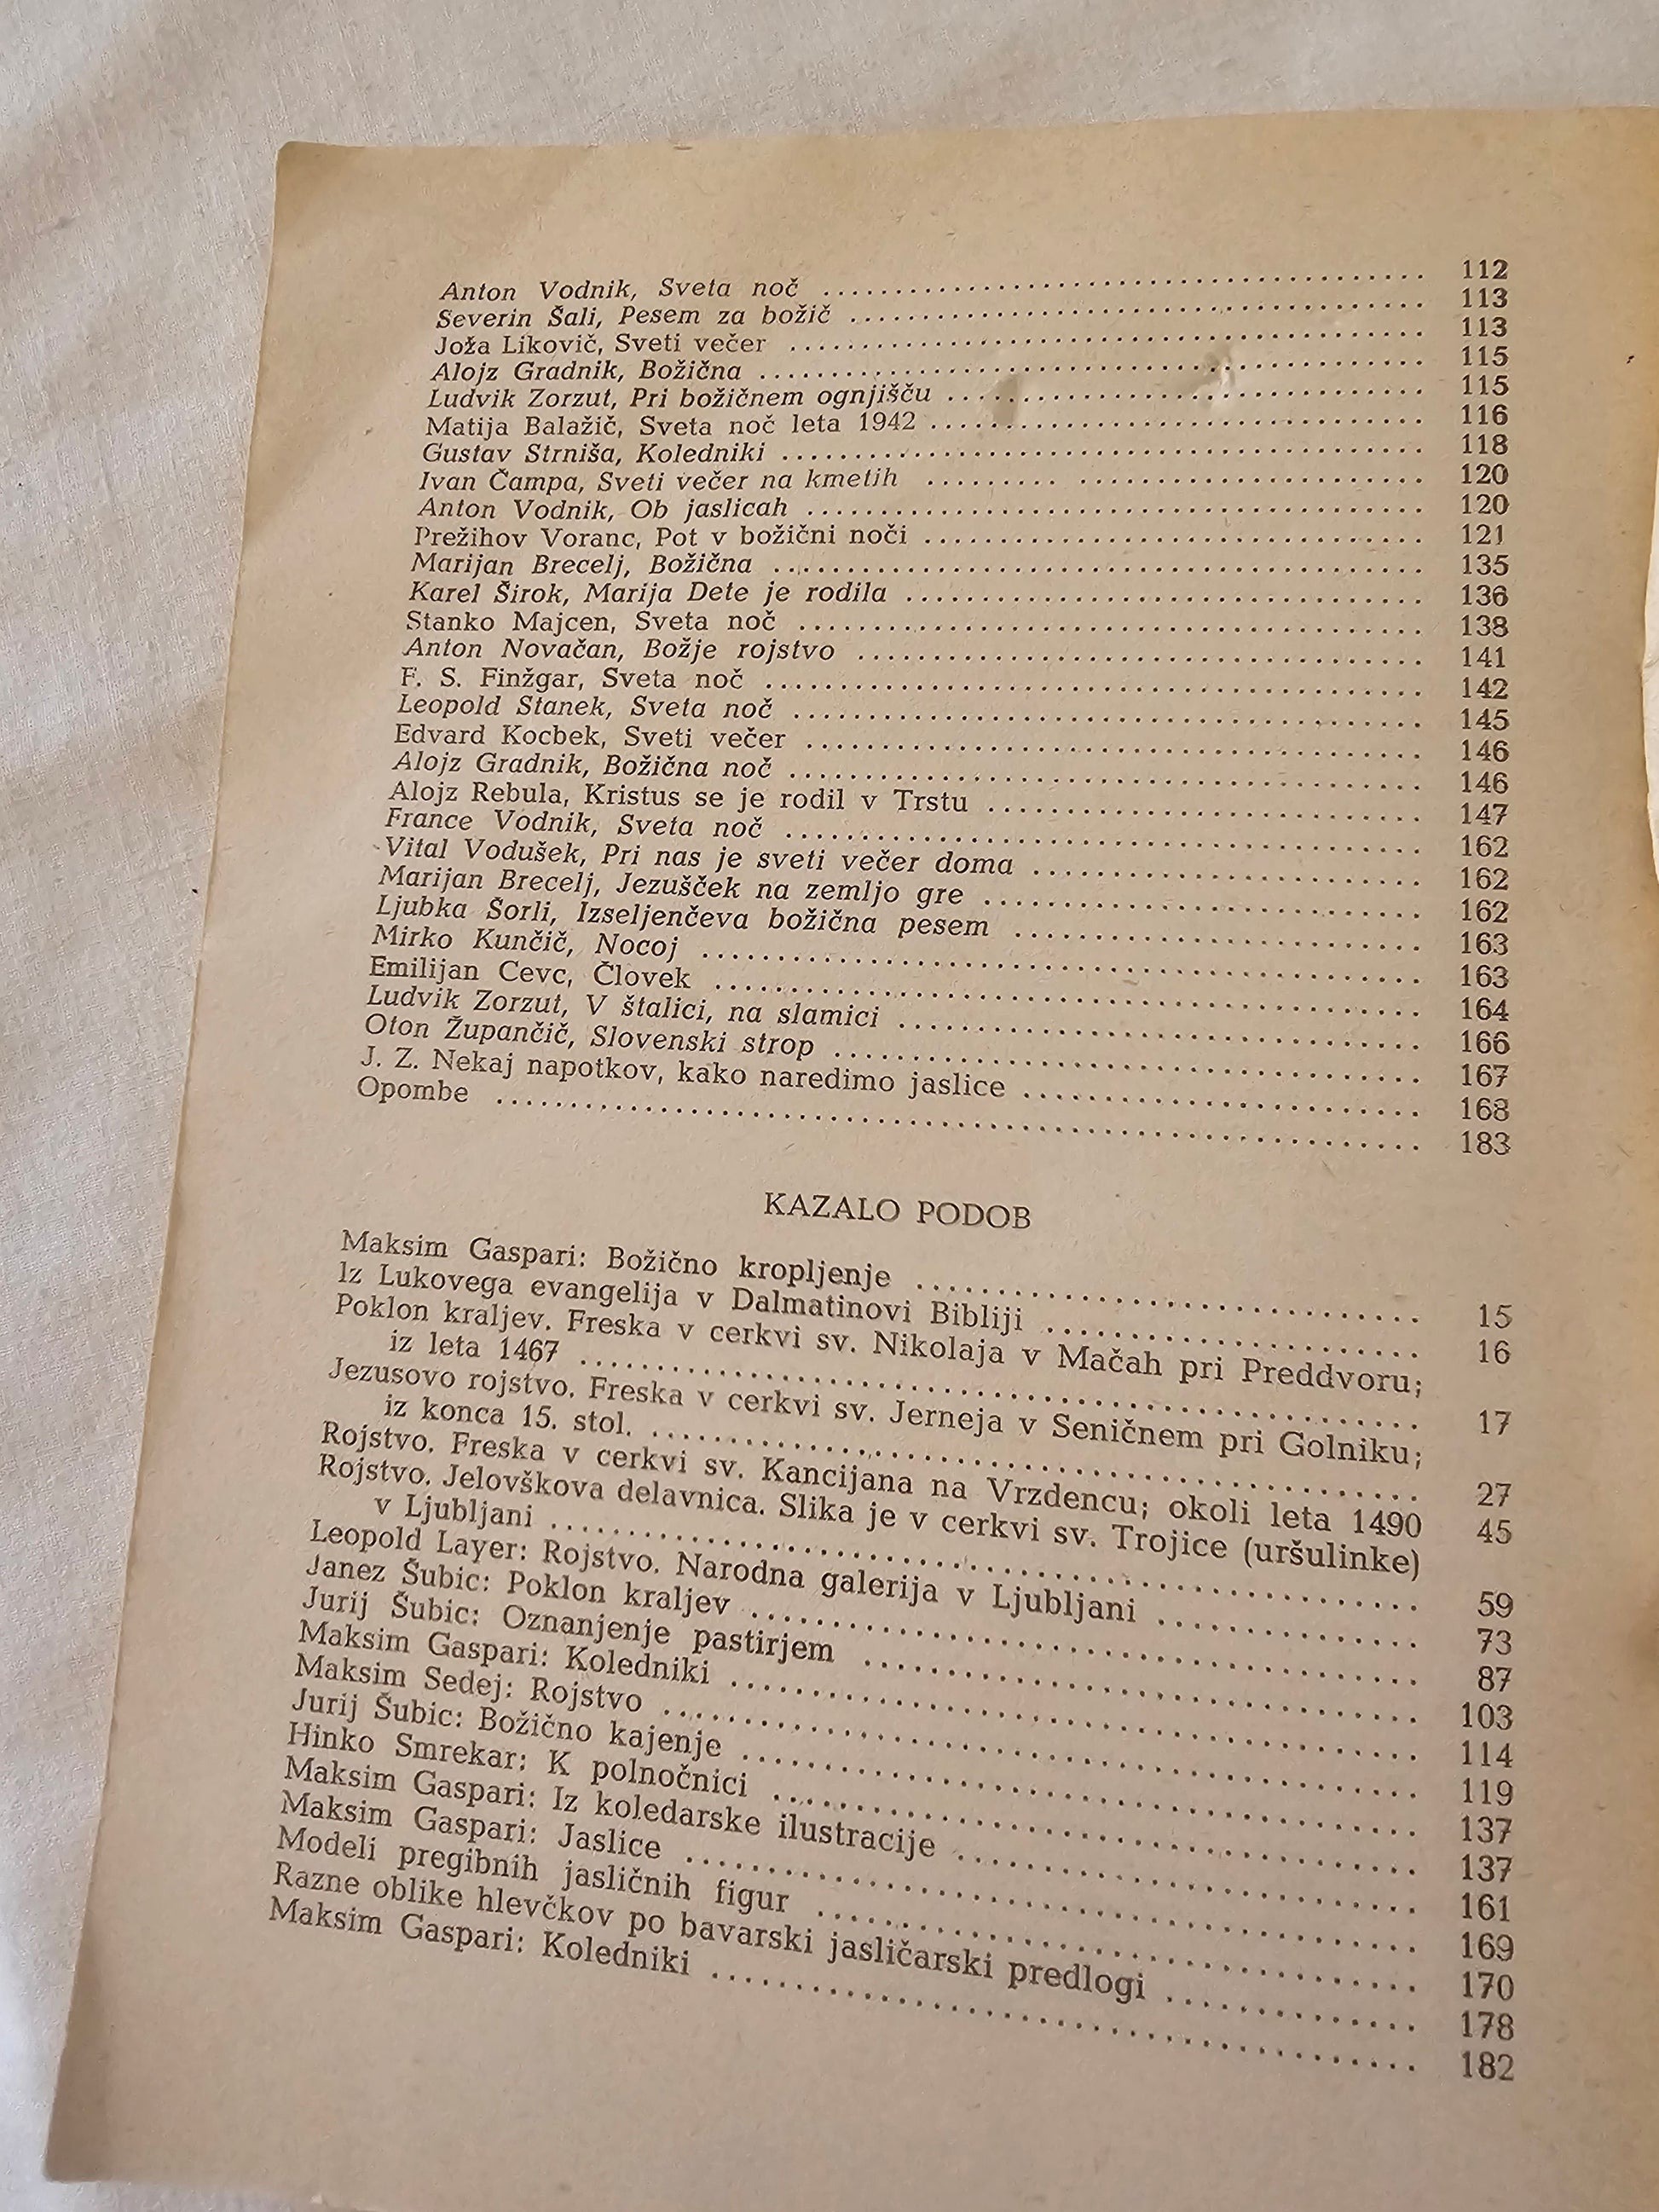 Anton Vodnik, Sveta noč ........ 112
Severin Šali, Pesem za božič ........ 113
Joža Likovič, Sveti večer ........ 113
Alojz Gradnik, Božična ........ 115
Ludvik Zorzut, Pri božičnem ognjišču ........ 115
Matija Balažič, Sveta noč leta 1942 ........ 116
Gustav Strniša, Koledniki ........ 118
Ivan Čampa, Sveti večer na kmetih ........ 120
Anton Vodnik, Ob jaslicah ........ 120
Prežihov Voranc, Pot v božični noči ........ 121
Marijan Brecelj, Božična ........ 135
Karel Širok, Marija Dete je rodila ........ 136
Stanko Majcen, Sveta noč ........ 138
Anton Novačan, Božje rojstvo ........ 141
F. S. Finžgar, Sveta noč ........ 142
Leopold Stanek, Sveta noč ........ 145
Edvard Kocbek, Sveti večer ........ 146
Alojz Gradnik, Božična noč ........ 146
Alojz Rebula, Kristus se je rodil v Trstu ........ 147
France Vodnik, Sveta noč ........ 162
Vital Vodušek, Pri nas je sveti večer doma ........ 162
Marijan Brecelj, Jezušček na zemljo gre ........ 162
Ljubka Šorli, Izseljenčeva božična pesem ........ 163
Mirko Kunčič, Nocoj ........ 163
Emilijan Cevc, Človek ........ 164
Ludvik Zorzut, V štalici, na slamici ........ 166
Oton Župančič, Slovenski strop ........ 167
J. Z. Nekaj napotkov, kako naredimo jaslice ........ 168
Opombe ........ 183
KAZALO PODOB
Maksim Gaspari: Božično kropljenje ........ 15
Iz Lukovega evangelija v Dalmatinovi Bibliji ........ 16
Poklon kraljev. Freska v cerkvi sv. Nikolaja v Mačah pri Preddvoru;
iz leta 1467 ........ 17
Jezusovo rojstvo. Freska v cerkvi sv. Jerneja v Seničnem pri Golniku;
iz konca 15. stol. ........ 27
Rojstvo. Freska v cerkvi sv. Kancijana na Vrzdencu; okoli leta 1490 45
Rojstvo. Jelovškova delavnica. Slika je v cerkvi sv. Trojice (uršulinke)
v Ljubljani ........ 59
Leopold Layer: Rojstvo. Narodna galerija v Ljubljani ........ 73
Janez Šubic: Poklon kraljev ........ 87
Jurij Šubic: Oznanjenje pastirjem ........ 103
Maksim Gaspari: Koledniki ........ 114
Maksim Sedej: Rojstvo ........ 119
Jurij Šubic: Božično kajenje ........ 137
Hinko Smrekar: K polnočnici ........ 137
Maksim Gaspari: Iz koledarske ilustracije ........ 161
Maksim Gaspari: Jaslice ........ 169
Modeli pregibnih jasličnih figur ........ 170
Razne oblike hlevčkov po bavarski jasličarski predlogi ........ 178
Maksim Gaspari: Koledniki ........ 182